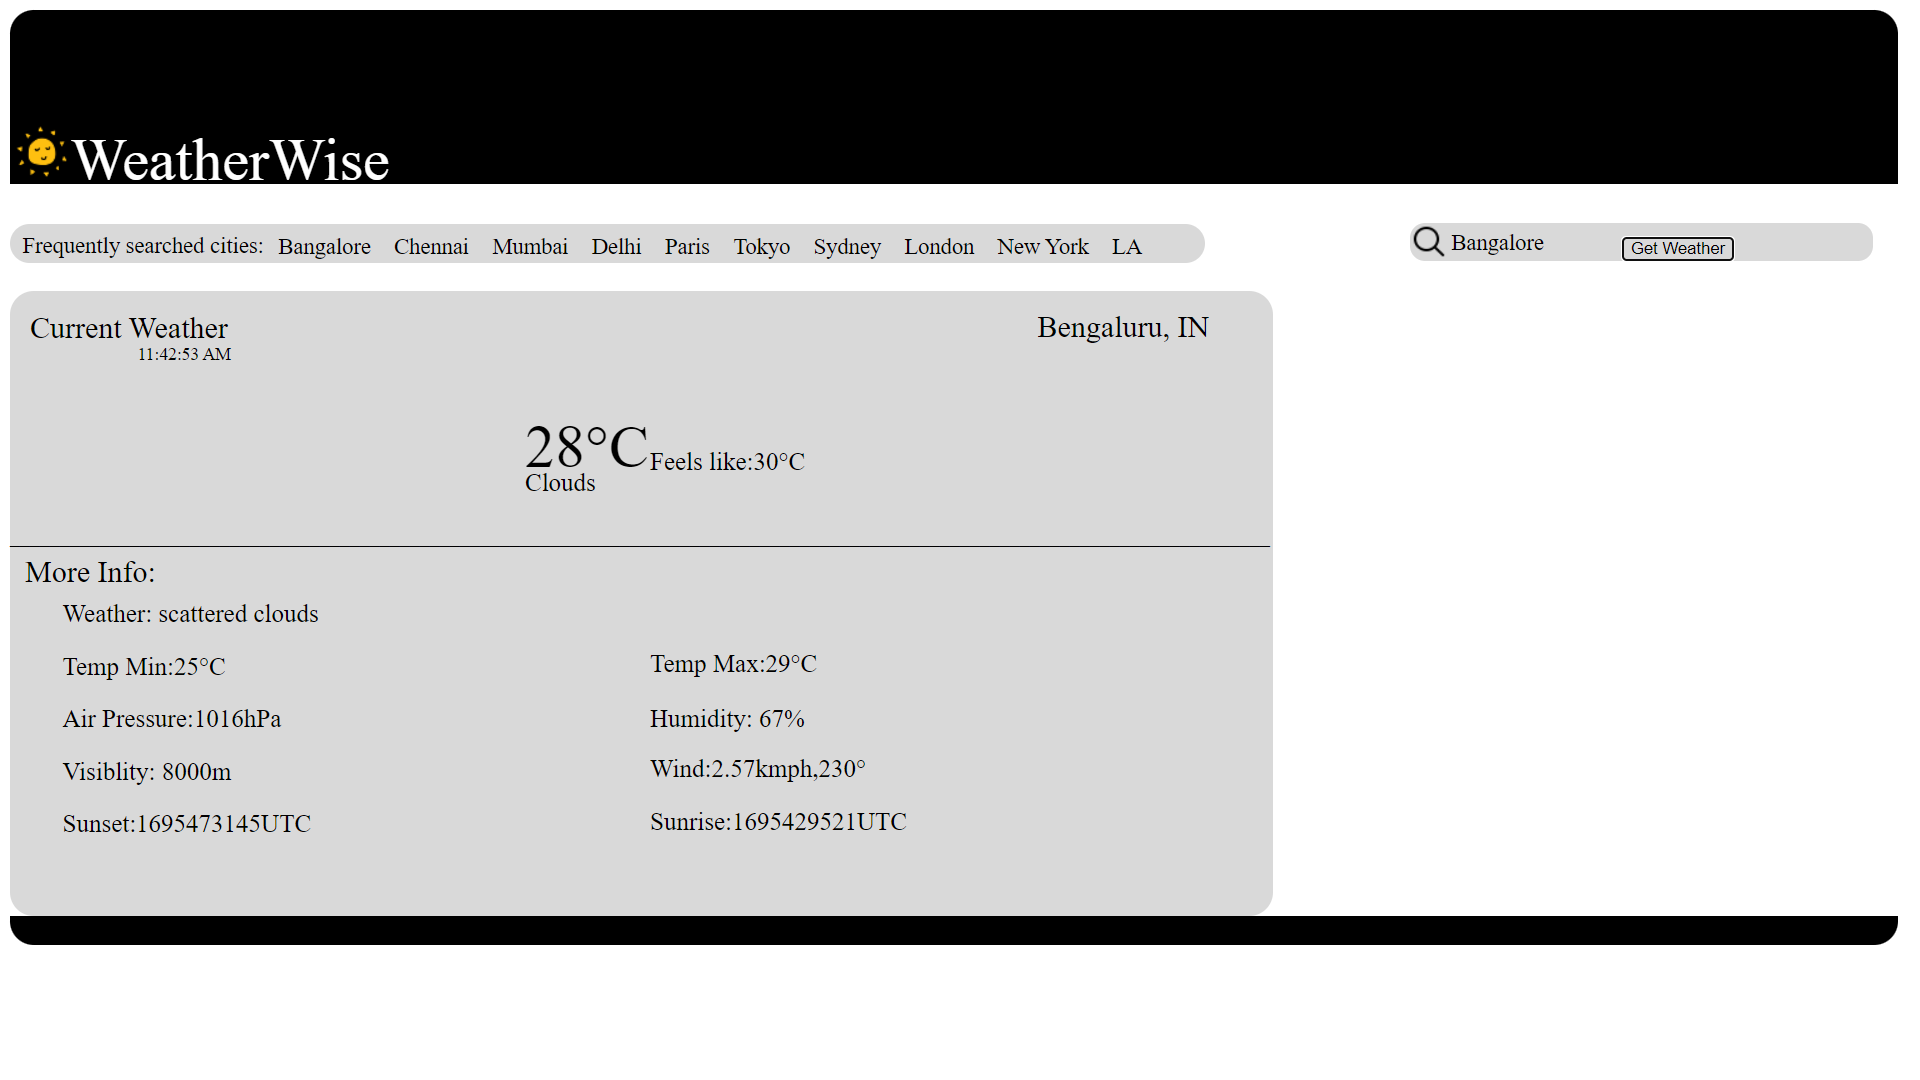 WeatherWise
Frequently searched cities: Bangalore Chennai Mumbai Delhi Paris Tokyo Sydney London New York LA
Bangalore Get Weather
Current Weather
Bengaluru, IN
11:42:53 AM
28°C Feels like:30°C
Clouds
More Info:
Weather: scattered clouds
Temp Min:25°C Temp Max:29°C
Air Pressure:1016hPa Humidity: 67%
Visiblity: 8000m Wind:2.57kmph,230°
Sunset:1695473145UTC Sunrise:1695429521UTC